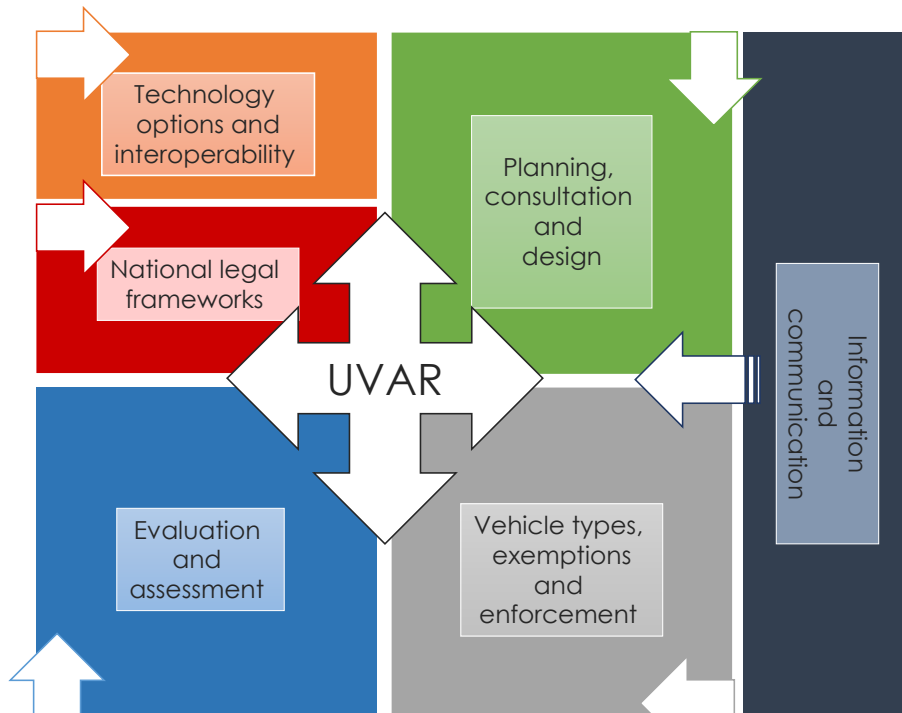 Technology
options and
interoperability
Planning,
consultation
and
design
National legal
frameworks
UVAR
Information
and
communication
Evaluation
and
assessment
Vehicle types,
exemptions
and
enforcement